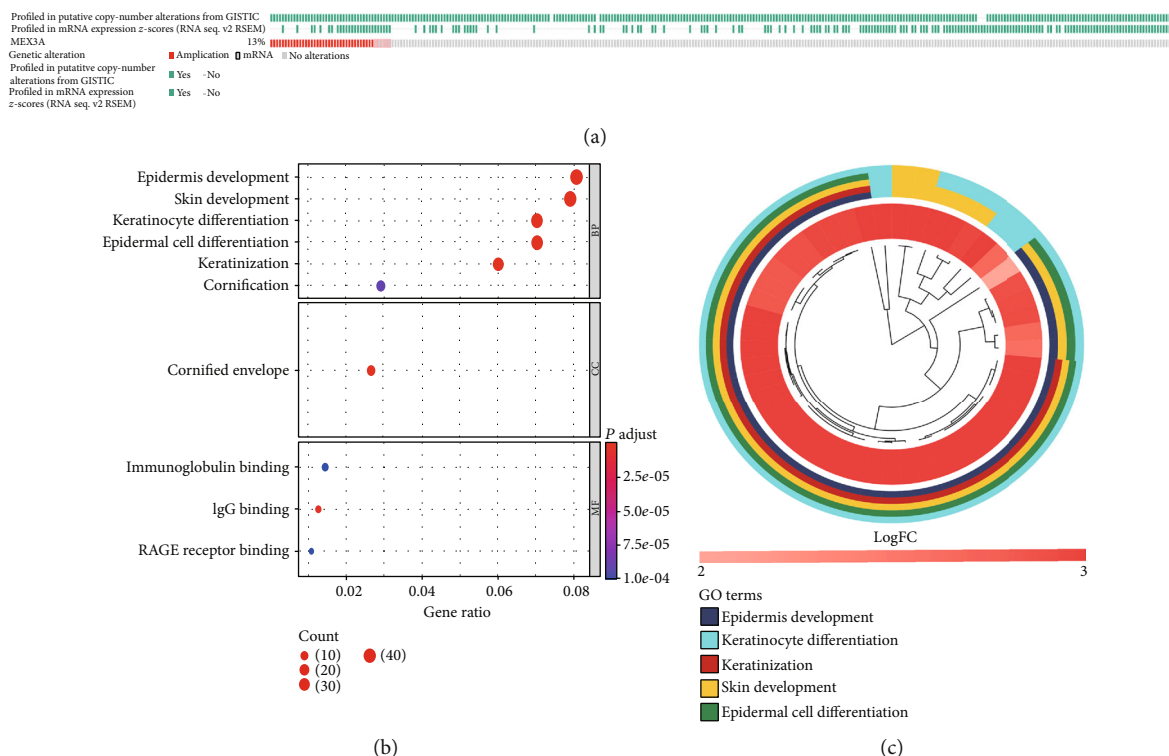 Profiled in putative copy-number alterations from GISTIC
Profiled in mRNA expression z-scores (RNA seq. v2 RSEM)
MEX3A 13%
Genetic alteration Amplication mRNA No alterations
Profiled in putatitve copy-number
alterations from GISTIC
Yes -No
Profiled in mRNA expression
z-scores (RNA seq. v2 RSEM)
Yes -No
(a)
Epidermis development
Skin development
Keratinocyte differentiation
Epidermal cell differentiation
Keratinization
Cornification
BP
Cornified envelope
CC
Immunoglobulin binding
IgG binding
RAGE receptor binding
MF
0.02 0.04 0.06 0.08
Gene ratio
P adjust
2.5e-05
5.0e-05
7.5e-05
1.0e-04
Count
(10) (40)
(20)
(30)
(b)
LogFC
2 3
GO terms
Epidermis development
Keratinocyte differentiation
Keratinization
Skin development
Epidermal cell differentiation
(c)